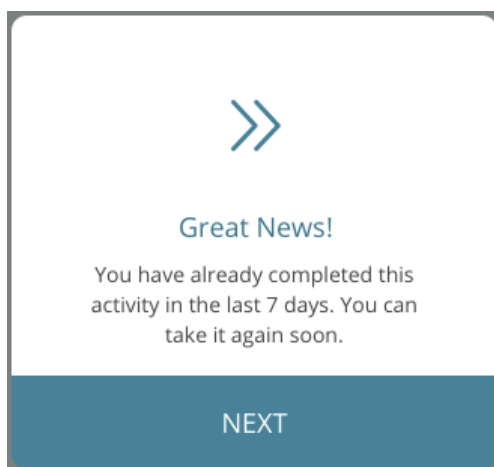 Great News!
You have already completed this
activity in the last 7 days. You can
take it again soon.
NEXT